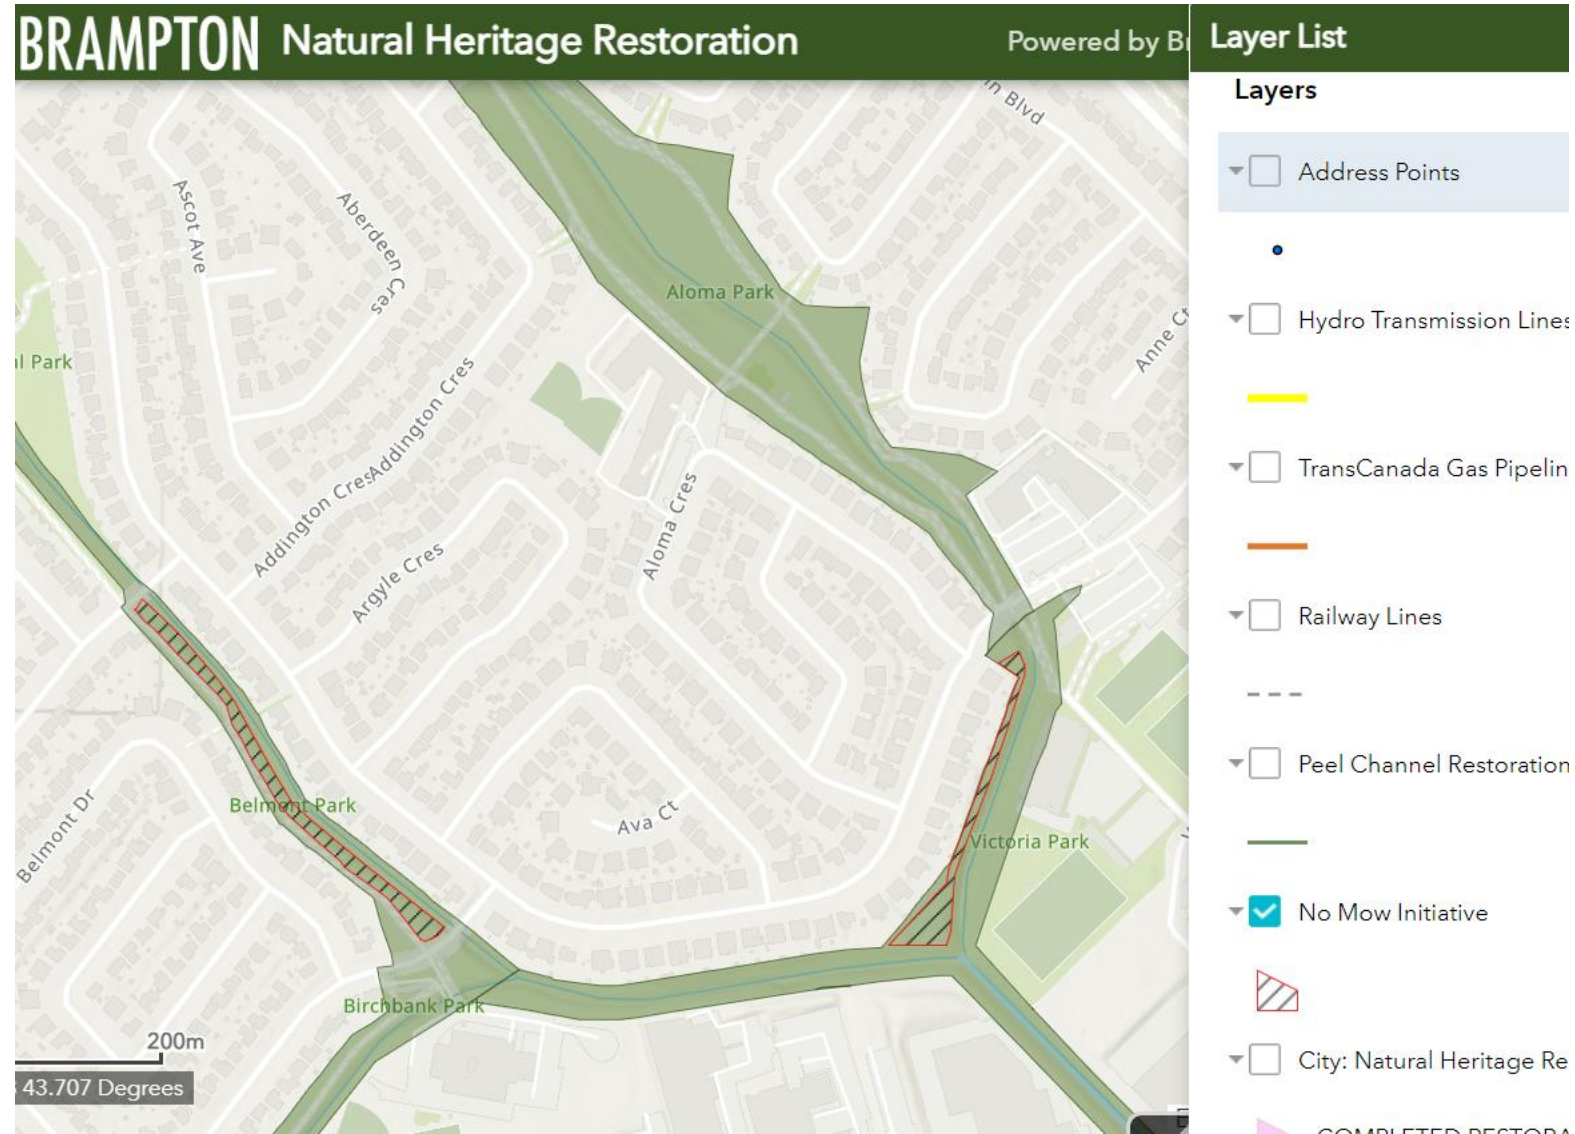 BRAMPTON Natural Heritage Restoration
Powered by
Layer List
Layers
Address Points
Hydro Transmission Lines
TransCanada Gas Pipelin
Railway Lines
Peel Channel Restoration
No Mow Initiative
City: Natural Heritage Re
Blvd
Ascot Ave
Aberdeen Cres
Aloma Park
Anne Ct
Park
Addington Cres
Addington Cres
Argyle Cres
Aloma Cres
Belmont Dr
Belmont Park
Ava Ct
Victoria Park
Birchbank Park
200m
43.707 Degrees